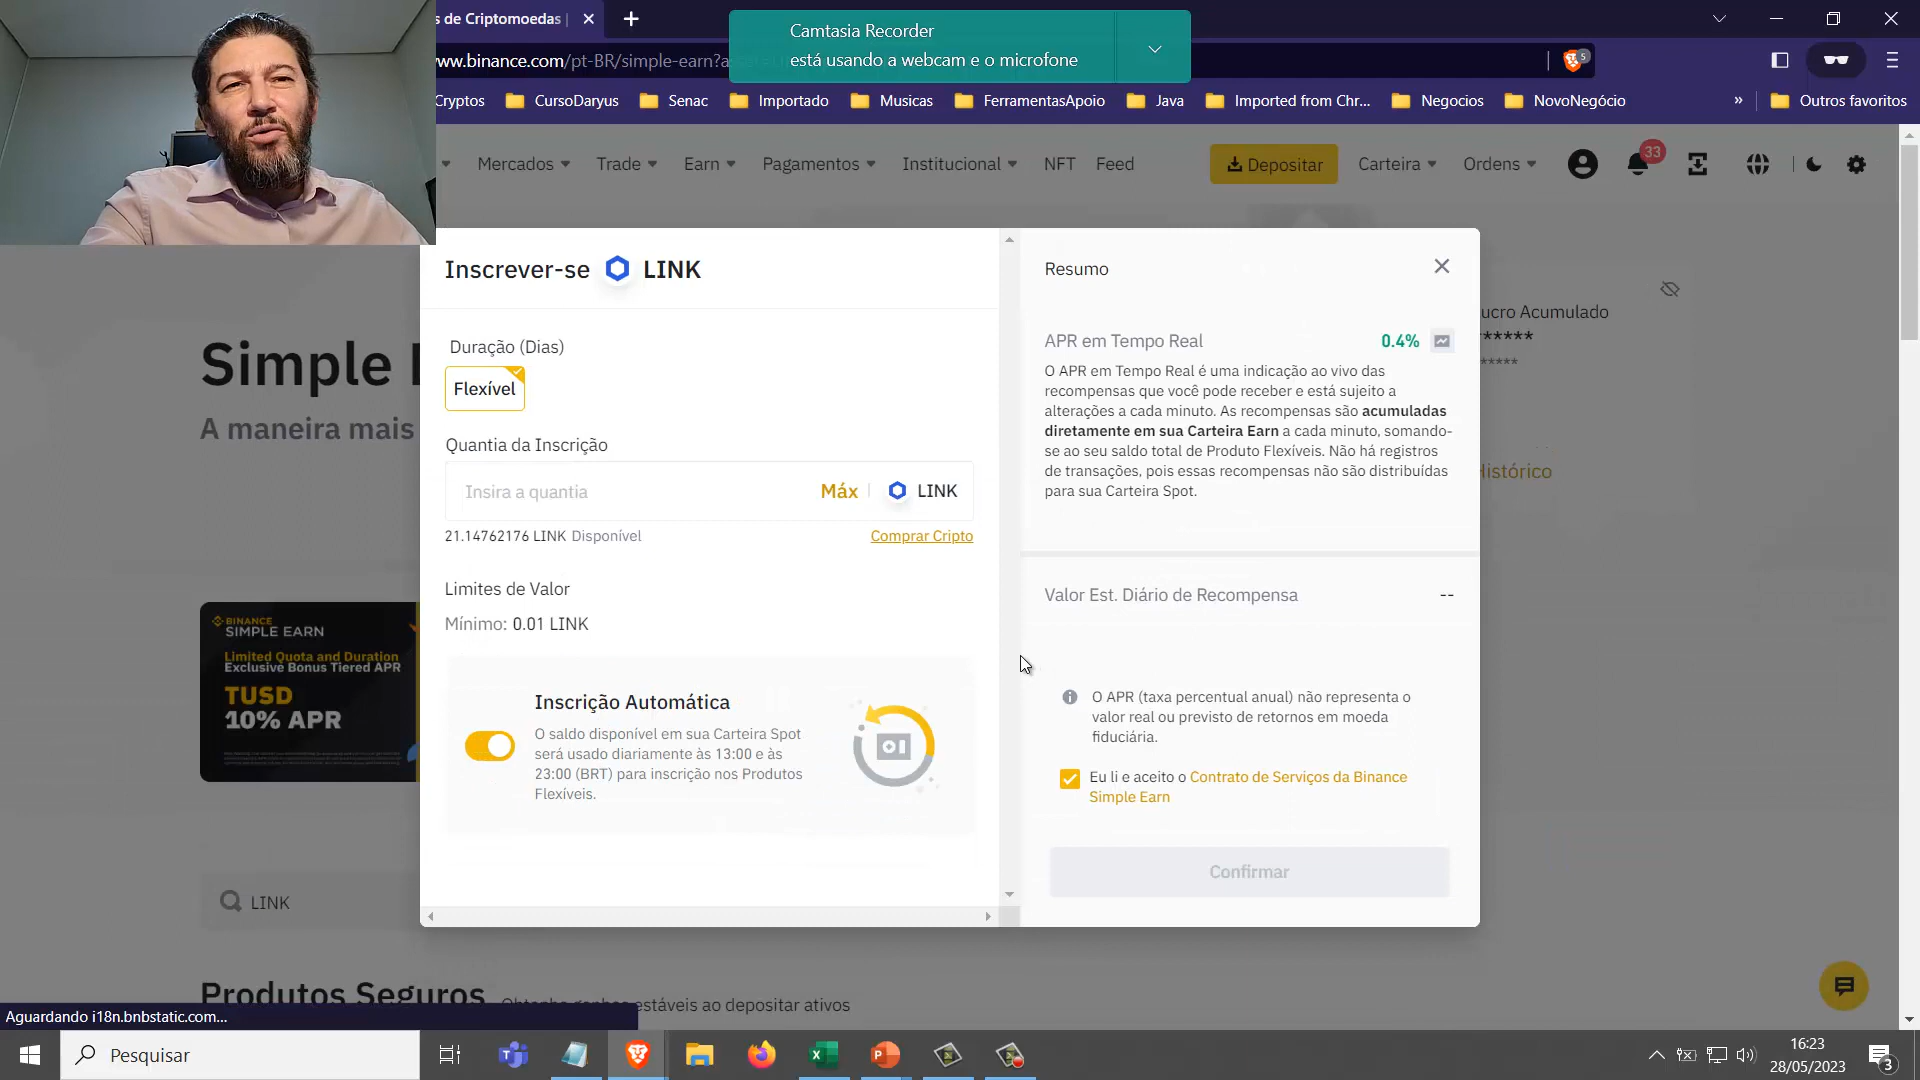 s de Criptomoedas |
Camtasia Recorder
está usando a webcam e o microfone
ww.binance.com/pt-BR/simple-earn?a
5
Cryptos
CursoDaryus
Senac
Importado
Musicas
FerramentasApoio
Java
Imported from Chr...
Negocios
NovoNegócio
»
Outros favoritos
Mercados
Trade
Earn
Pagamentos
Institucional
NFT
Feed
Depositar
Carteira
Ordens
33
Inscrever-se LINK
Duração (Dias)
Flexível
Quantia da Inscrição
Insira a quantia
Máx
LINK
21.14762176 LINK Disponível
Comprar Cripto
Limites de Valor
Mínimo: 0.01 LINK
Inscrição Automática
O saldo disponível em sua Carteira Spot
será usado diariamente às 13:00 e às
23:00 (BRT) para inscrição nos Produtos
Flexíveis.
Resumo
APR em Tempo Real
0.4%
O APR em Tempo Real é uma indicação ao vivo das
recompensas que você pode receber e está sujeito a
alterações a cada minuto. As recompensas são acumuladas
diretamente em sua Carteira Earn a cada minuto, somando-
se ao seu saldo total de Produto Flexíveis. Não há registros
de transações, pois essas recompensas não são distribuídas
para sua Carteira Spot.
Valor Est. Diário de Recompensa
--
O APR (taxa percentual anual) não representa o
valor real ou previsto de retornos em moeda
fiduciária.
Eu li e aceito o Contrato de Serviços da Binance
Simple Earn
Confirmar
Simple
A maneira mais
ucro Acumulado
******
*****
Histórico
BINANCE
SIMPLE EARN
Limited Quota and Duration
Exclusive Bonus Tiered APR
TUSD
10% APR
LINK
Produtos Seguros
estáveis ao depositar ativos
Aguardando i18n.bnbstatic.com...
Pesquisar
16:23
28/05/2023
3